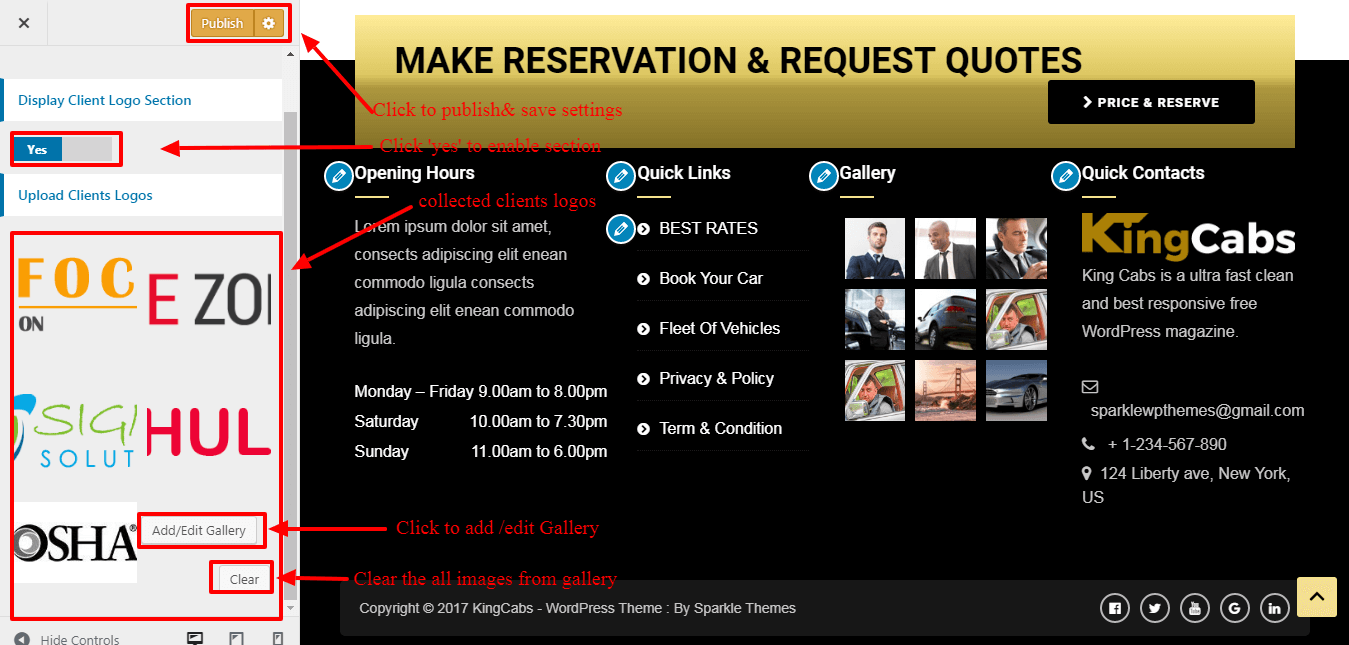 Publish
Display Client Logo Section
Yes
Upload Clients Logos
FOC
ON
E ZO
SIG
SOLUT
HUL
OSHA®
Add/Edit Gallery
Clear
Hide Controls
MAKE RESERVATION & REQUEST QUOTES
PRICE & RESERVE
Click to publish& save settings
Click 'yes' to enable section
collected clients logos
Click to add /edit Gallery
Clear the all images from gallery
Opening Hours
Lorem ipsum dolor sit amet,
consects adipiscing elit enean
commodo ligula consects
adipiscing elit enean commodo
ligula.
Monday – Friday 9.00am to 8.00pm
Saturday 10.00am to 7.30pm
Sunday 11.00am to 6.00pm
Quick Links
BEST RATES
Book Your Car
Fleet Of Vehicles
Privacy & Policy
Term & Condition
Gallery
Quick Contacts
KingCabs
King Cabs is a ultra fast clean
and best responsive free
WordPress magazine.
sparklewpthemes@gmail.com
+ 1-234-567-890
124 Liberty ave, New York,
US
Copyright © 2017 KingCabs - WordPress Theme : By Sparkle Themes